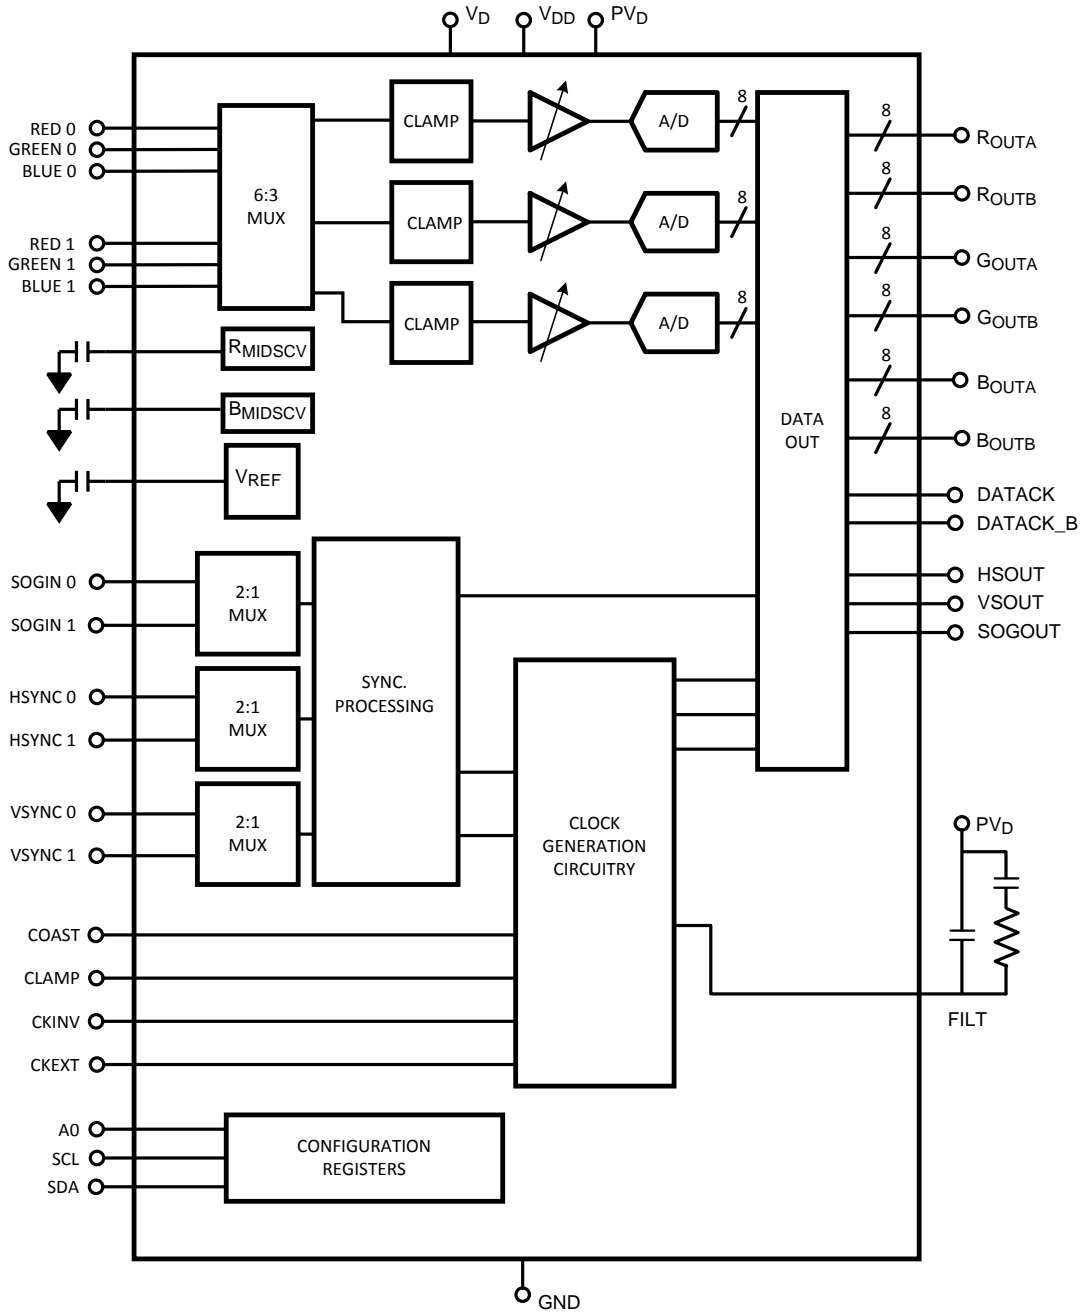 VD VDD PVD
RED 0
GREEN 0
BLUE 0
RED 1
GREEN 1
BLUE 1
6:3
MUX
CLAMP
A/D
8
CLAMP
A/D
8
CLAMP
A/D
8
DATA
OUT
8
ROUTA
8
ROUTB
8
GOUTA
8
GOUTB
8
BOUTA
8
BOUTB
DATACK
DATACK_B
HSOUT
VSOUT
SOGOUT
RMIDSCV
BMIDSCV
VREF
SOGIN 0
SOGIN 1
2:1
MUX
HSYNC 0
HSYNC 1
2:1
MUX
VSYNC 0
VSYNC 1
2:1
MUX
SYNC.
PROCESSING
CLOCK
GENERATION
CIRCUITRY
PVD
FILT
COAST
CLAMP
CKINV
CKEXT
A0
SCL
SDA
CONFIGURATION
REGISTERS
GND